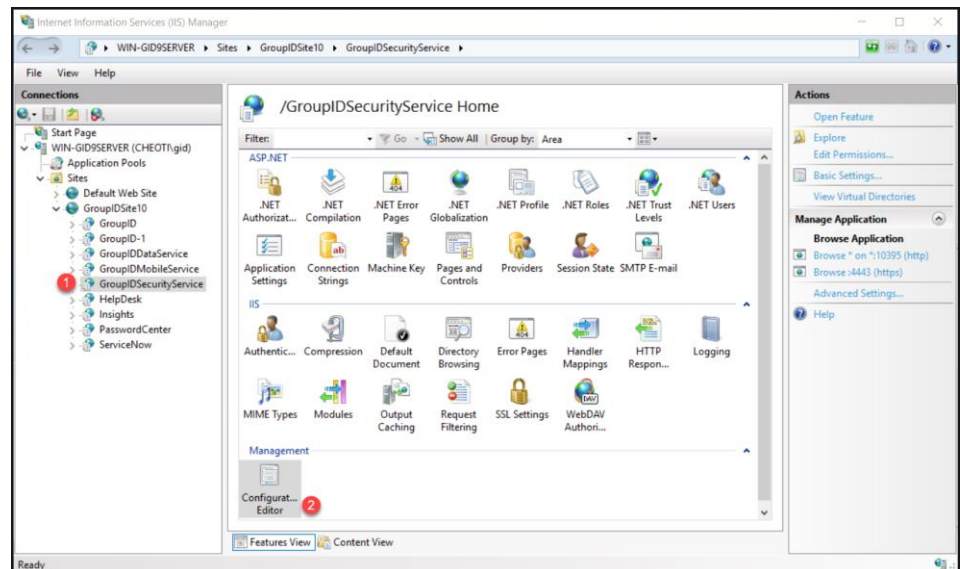 Internet Information Services (IIS) Manager
WIN-GID9SERVER Sites GroupIDSite10 GroupIDSecurityService
File View Help
Connections
Start Page
WIN-GID9SERVER (CHEOTI\gid)
Application Pools
Sites
Default Web Site
GroupIDSite10
GroupID
GroupID-1
GroupIDDataService
GroupIDMobileService
1 GroupIDSecurityService
HelpDesk
Insights
PasswordCenter
ServiceNow
/GroupIDSecurityService Home
Filter: Go Show All Group by: Area
ASP.NET
.NET Authorizat...
.NET Compilation
.NET Error Pages
.NET Globalization
.NET Profile
.NET Roles
.NET Trust Levels
.NET Users
Application Settings
Connection Strings
Machine Key
Pages and Controls
Providers
Session State
SMTP E-mail
IIS
Authentic...
Compression
Default Document
Directory Browsing
Error Pages
Handler Mappings
HTTP Respon...
Logging
MIME Types
Modules
Output Caching
Request Filtering
SSL Settings
WebDAV Authori...
Management
Configurat... Editor
2
Features View Content View
Actions
Open Feature
Explore
Edit Permissions...
Basic Settings...
View Virtual Directories
Manage Application
Browse Application
Browse * on *:10395 (http)
Browse :4443 (https)
Advanced Settings...
Help
Ready